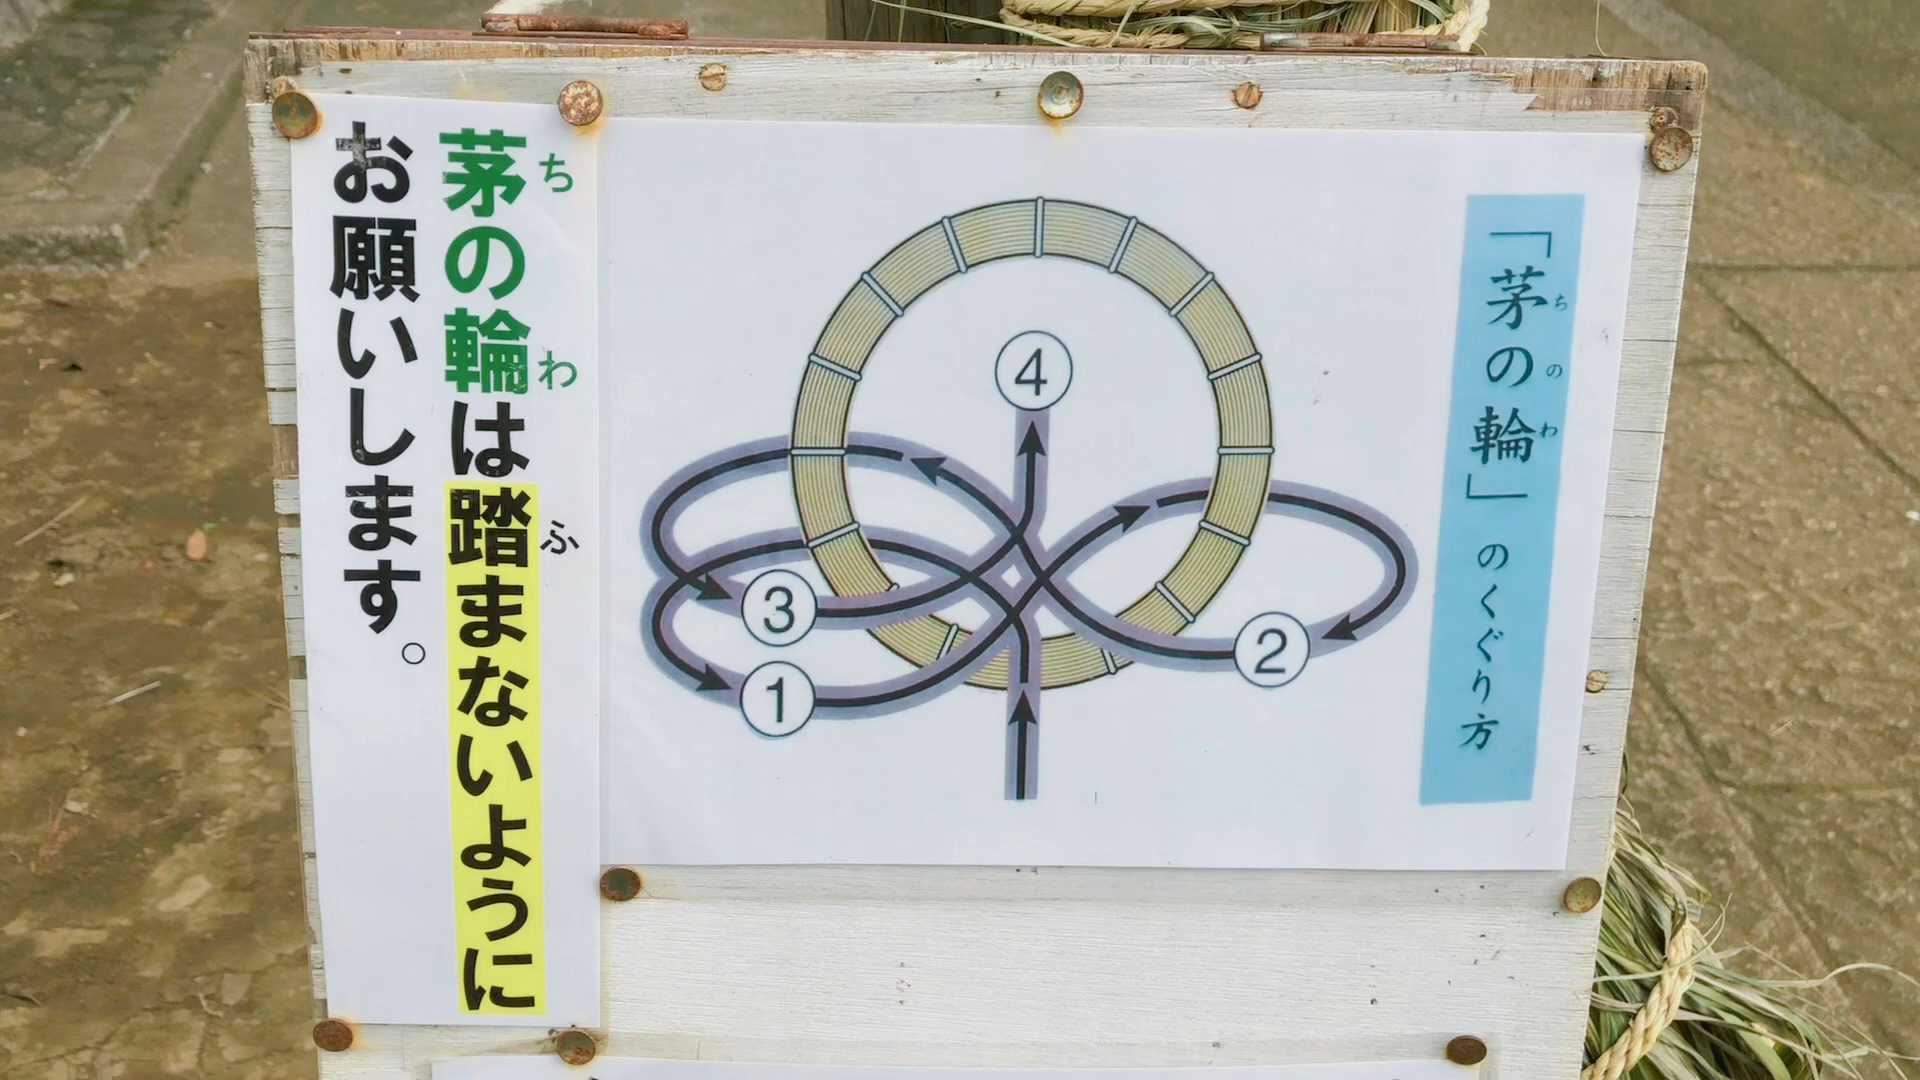 「茅の輪」のくぐり方
ちのわ
④
③
②
①
茅の輪は踏まないように
ち
わ
ふ
お願いします。